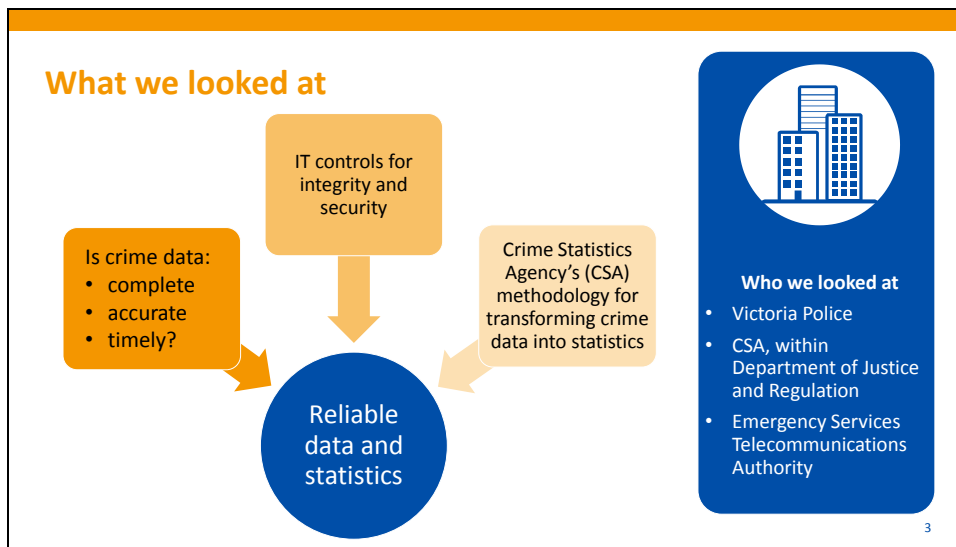 What we looked at
IT controls for
integrity and
security
Is crime data:
• complete
• accurate
• timely?
Crime Statistics
Agency's (CSA)
methodology for
transforming crime
data into statistics
Reliable
data and
statistics
Who we looked at
• Victoria Police
• CSA, within
Department of Justice
and Regulation
• Emergency Services
Telecommunications
Authority
3